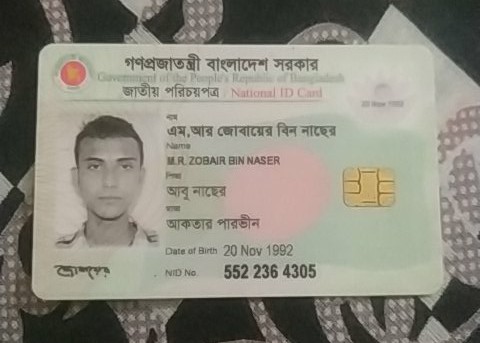 গণপ্রজাতন্ত্রী বাংলাদেশ সরকার
Government of the People's Republic of Bangladesh
জাতীয় পরিচয়পত্র / National ID Card
20 Nov 1992
নাম
এম,আর জোবায়ের বিন নাছের
Name
M.R. ZOBAIR BIN NASER
পিতা
আবু নাছের
মাতা
আকতার পারভীন
Date of Birth 20 Nov 1992
NID No. 552 236 4305